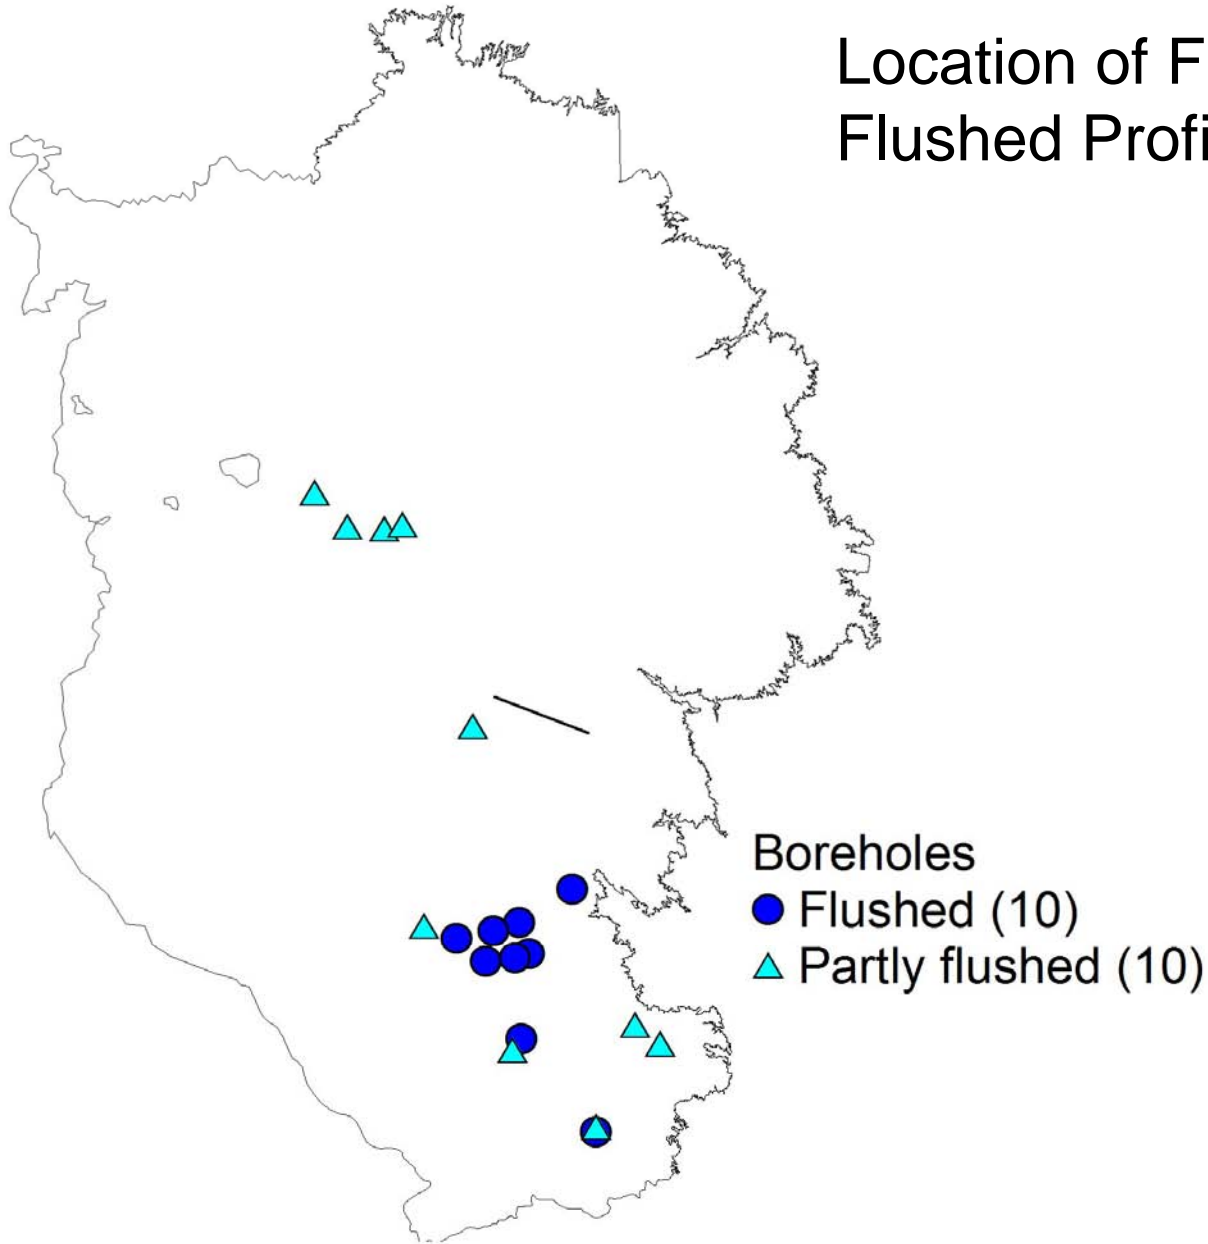 Location of F
Flushed Profi
Boreholes
Flushed (10)
Partly flushed (10)